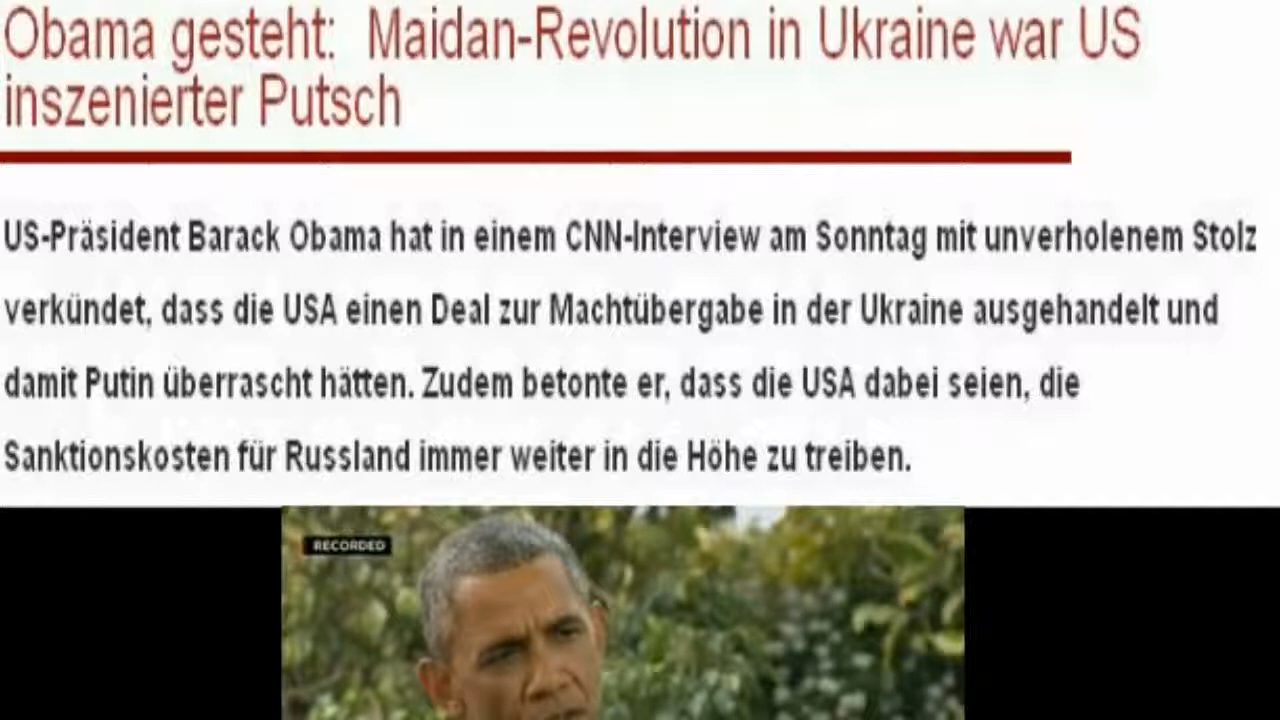 Obama gesteht: Maidan-Revolution in Ukraine war US
inszenierter Putsch
US-Präsident Barack Obama hat in einem CNN-Interview am Sonntag mit unverholenem Stolz
verkündet, dass die USA einen Deal zur Machtübergabe in der Ukraine ausgehandelt und
damit Putin überrascht hätten. Zudem betonte er, dass die USA dabei seien, die
Sanktionskosten für Russland immer weiter in die Höhe zu treiben.
RECORDED